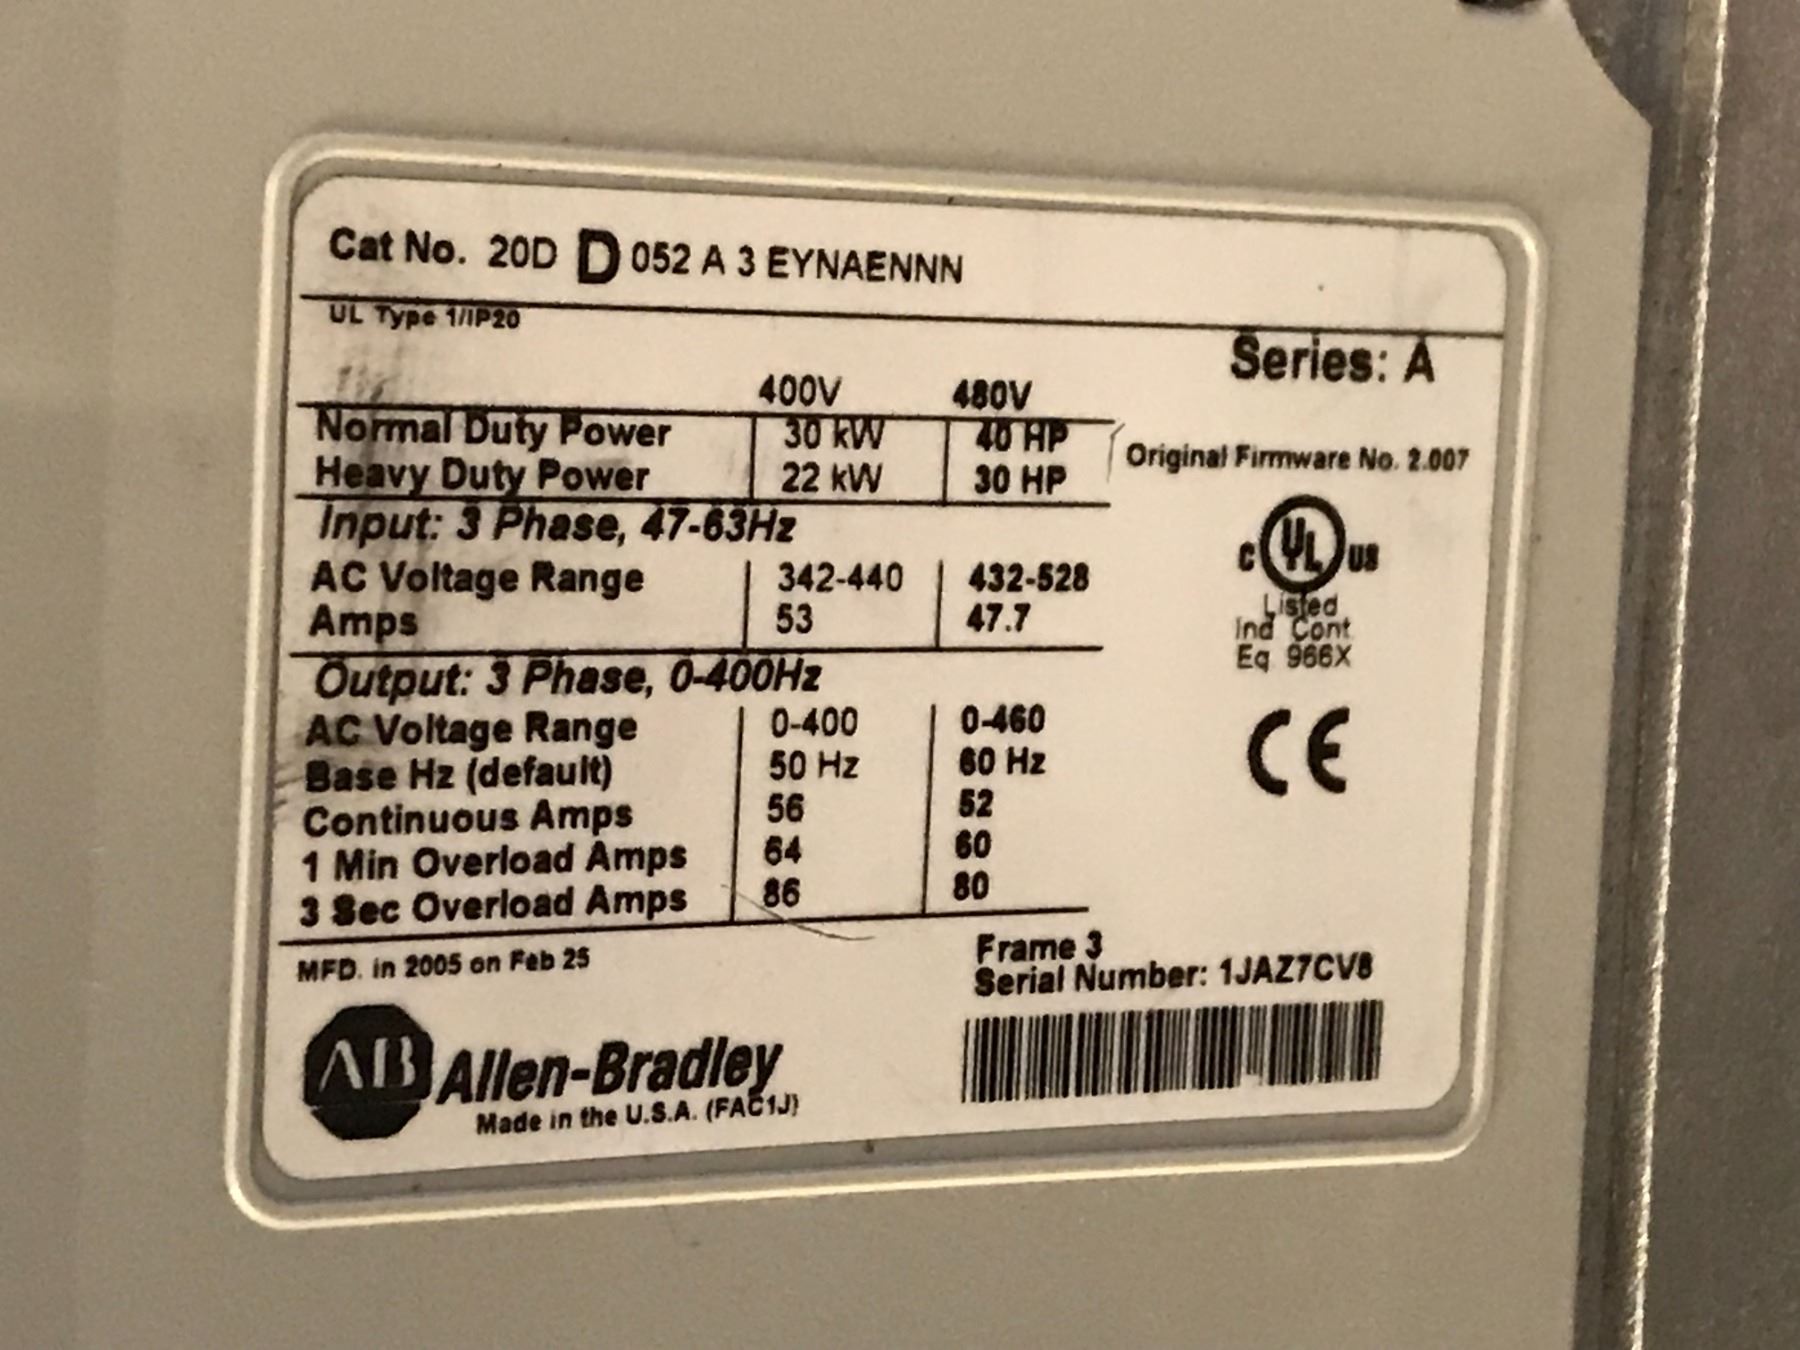 Cat No. 20D D 052 A 3 EYNAENNN
UL Type 1/IP20
Series: A
400V 480V
Normal Duty Power 30 kW 40 HP
Heavy Duty Power 22 kW 30 HP
Original Firmware No. 2.007
Input: 3 Phase, 47-63Hz
AC Voltage Range 342-440 432-528
Amps 53 47.7
C UL US
Listed
Ind Cont
Eq 966X
Output: 3 Phase, 0-400Hz
AC Voltage Range 0-400 0-460
Base Hz (default) 50 Hz 60 Hz
Continuous Amps 56 52
1 Min Overload Amps 64 60
3 Sec Overload Amps 86 80
CE
MFD. in 2005 on Feb 25
Frame 3
Serial Number: 1JAZ7CV8
AB Allen-Bradley
Made in the U.S.A. (FAC1J)